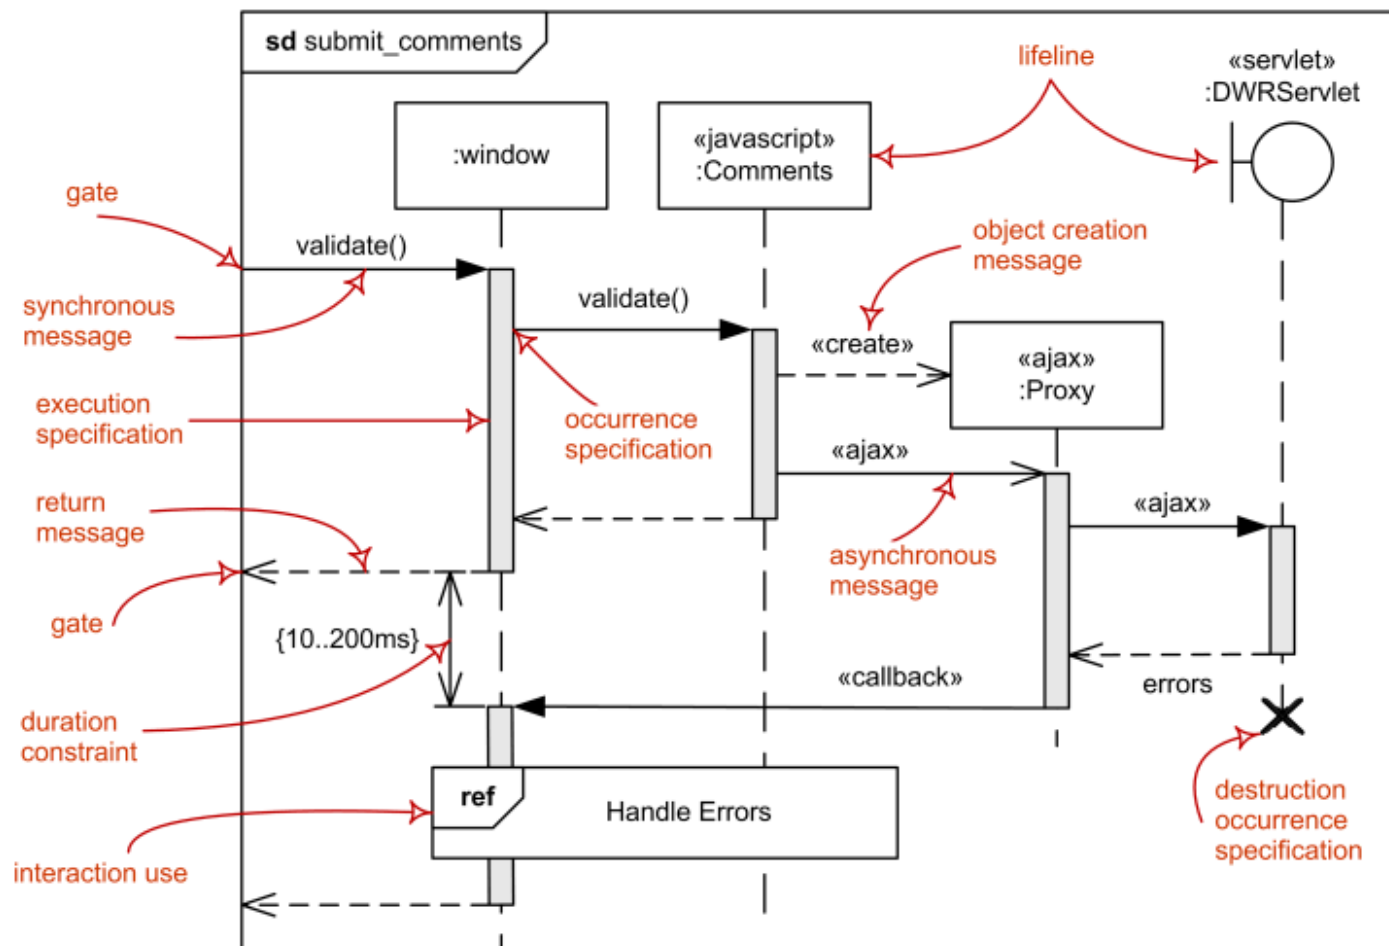 sd submit_comments
lifeline
«servlet»
:DWRServlet
:window
«javascript»
:Comments
gate
validate()
object creation
message
synchronous
message
validate()
«create»
«ajax»
:Proxy
execution
specification
occurrence
specification
«ajax»
return
message
«ajax»
asynchronous
message
gate
{10..200ms}
«callback»
errors
duration
constraint
ref
Handle Errors
destruction
occurrence
specification
interaction use